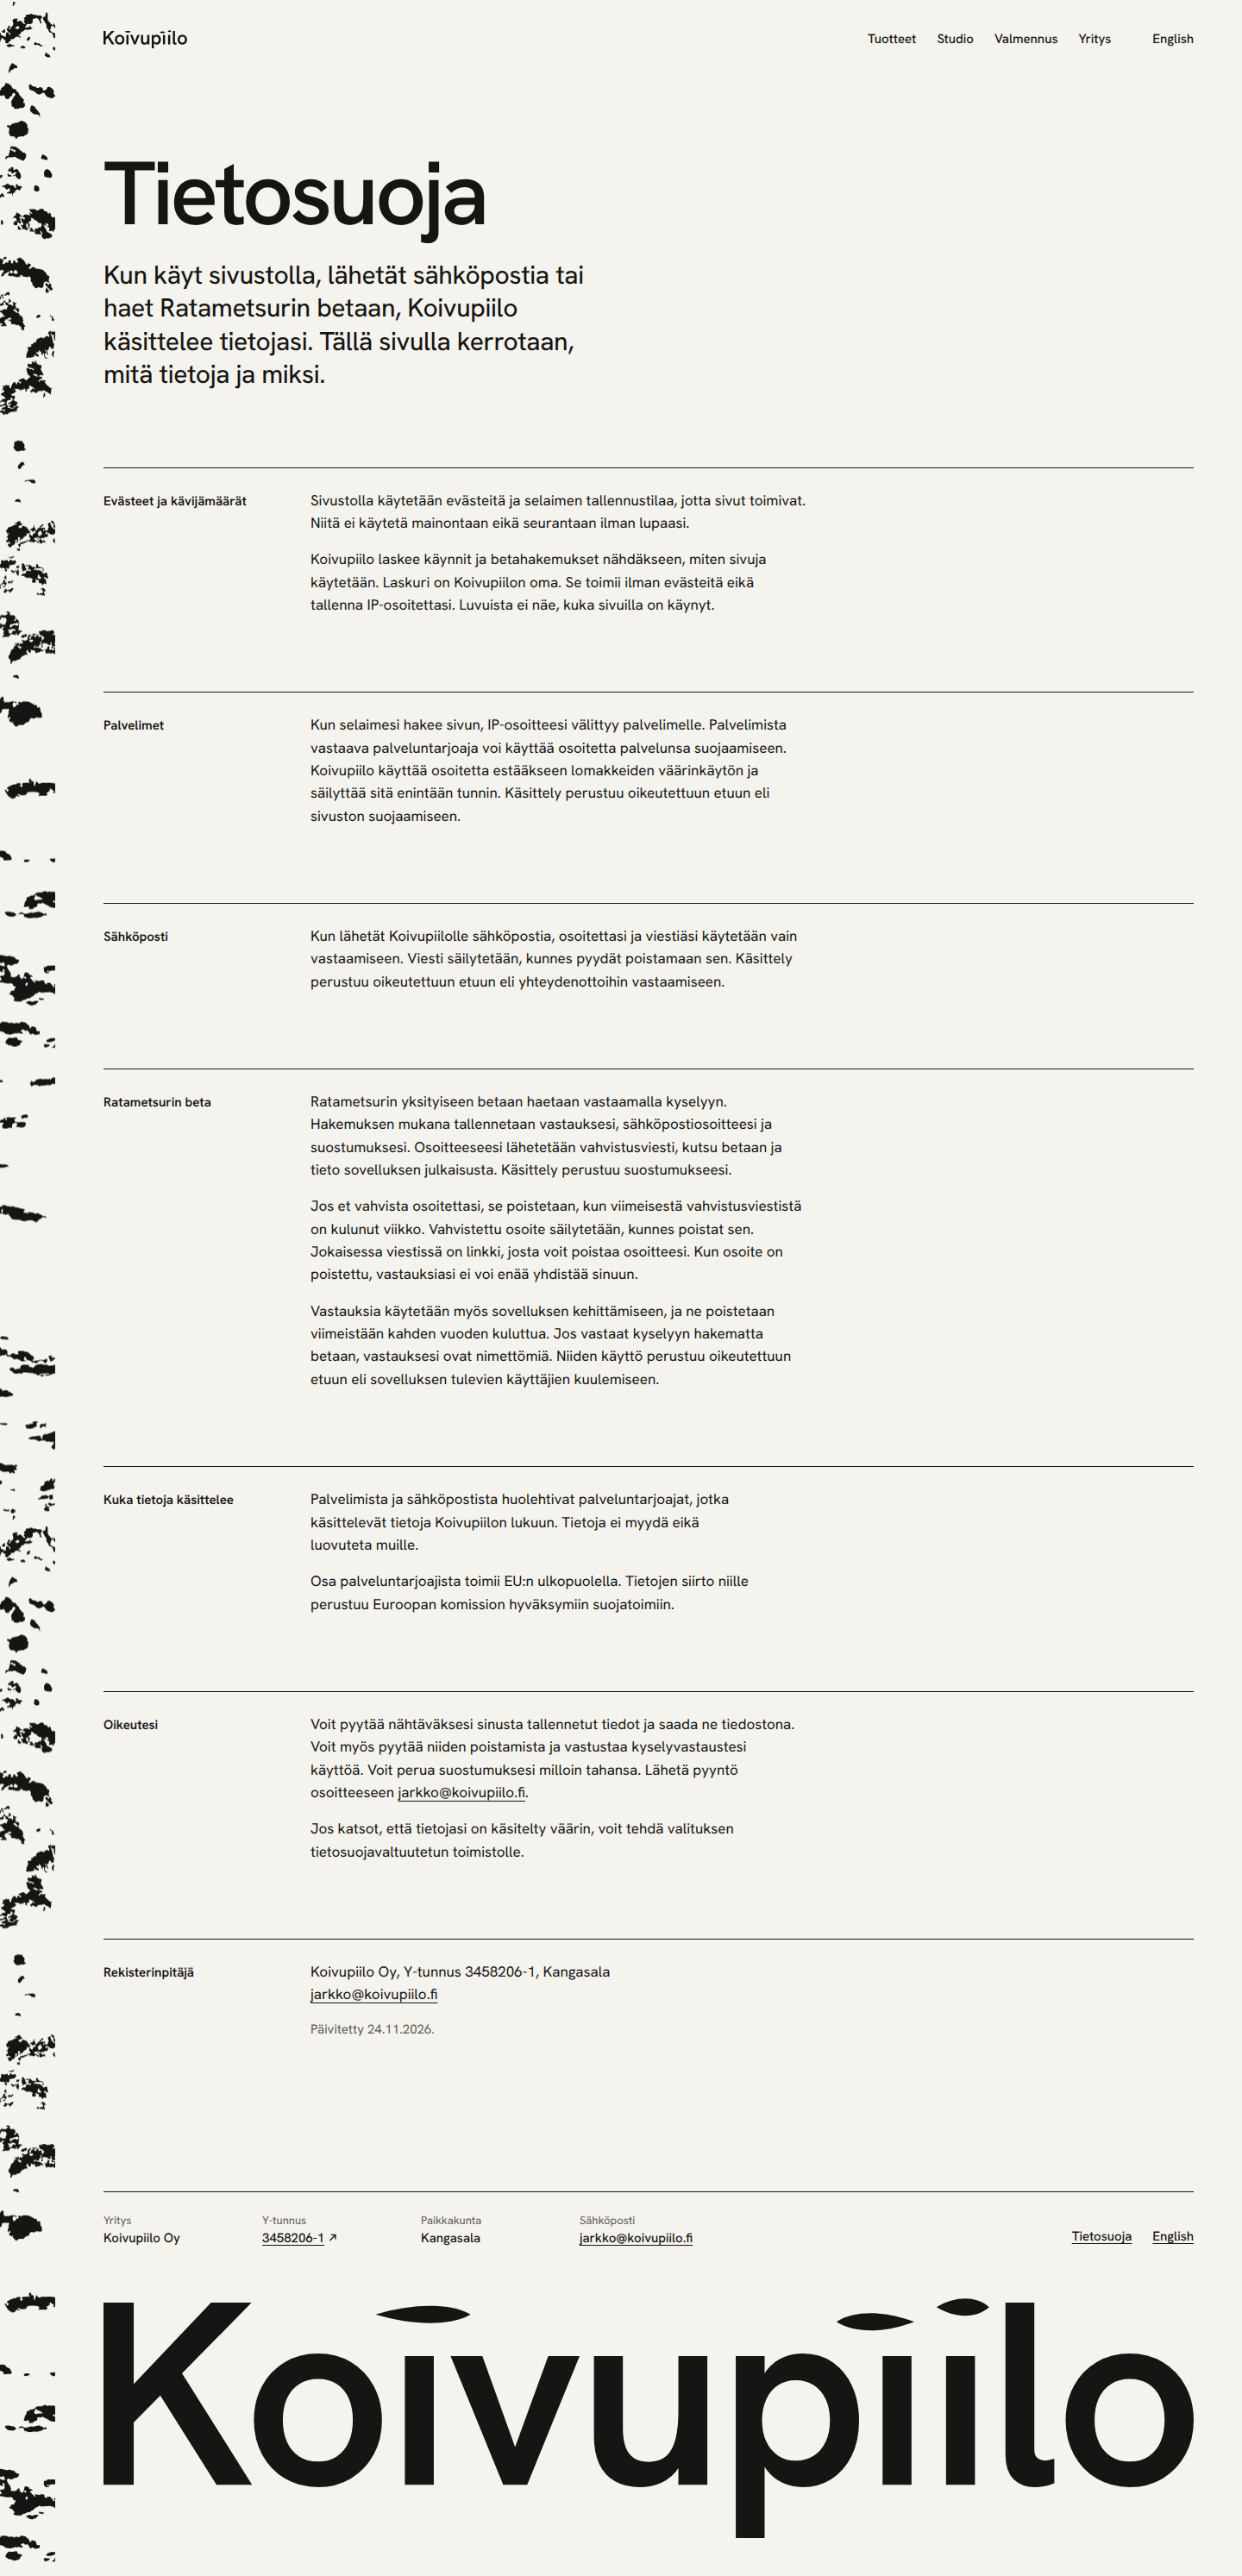 Koivupiilo
Tuotteet Studio Valmennus Yritys English
Tietosuoja
Kun käyt sivustolla, lähetät sähköpostia tai
haet Ratametsurin betaan, Koivupiilo
käsittelee tietojasi. Tällä sivulla kerrotaan,
mitä tietoja ja miksi.
Evästeet ja kävijämäärät
Sivustolla käytetään evästeitä ja selaimen tallennustilaa, jotta sivut toimivat.
Niitä ei käytetä mainontaan eikä seurantaan ilman lupaasi.
Koivupiilo laskee käynnit ja betahakemukset nähdäkseen, miten sivuja
käytetään. Laskuri on Koivupiilon oma. Se toimii ilman evästeitä eikä
tallenna IP-osoitettasi. Luvuista ei näe, kuka sivuilla on käynyt.
Palvelimet
Kun selaimesi hakee sivun, IP-osoitteesi välittyy palvelimelle. Palvelimista
vastaava palveluntarjoaja voi käyttää osoitetta palvelunsa suojaamiseen.
Koivupiilo käyttää osoitetta estääkseen lomakkeiden väärinkäytön ja
säilyttää sitä enintään tunnin. Käsittely perustuu oikeutettuun etuun eli
sivuston suojaamiseen.
Sähköposti
Kun lähetät Koivupiilolle sähköpostia, osoitettasi ja viestiäsi käytetään vain
vastaamiseen. Viesti säilytetään, kunnes pyydät poistamaan sen. Käsittely
perustuu oikeutettuun etuun eli yhteydenottoihin vastaamiseen.
Ratametsurin beta
Ratametsurin yksityiseen betaan haetaan vastaamalla kyselyyn.
Hakemuksen mukana tallennetaan vastauksesi, sähköpostiosoitteesi ja
suostumuksesi. Osoitteeseesi lähetetään vahvistusviesti, kutsu betaan ja
tieto sovelluksen julkaisusta. Käsittely perustuu suostumukseesi.
Jos et vahvista osoitettasi, se poistetaan, kun viimeisestä vahvistusviestistä
on kulunut viikko. Vahvistettu osoite säilytetään, kunnes poistat sen.
Jokaisessa viestissä on linkki, josta voit poistaa osoitteesi. Kun osoite on
poistettu, vastauksiasi ei voi enää yhdistää sinuun.
Vastauksia käytetään myös sovelluksen kehittämiseen, ja ne poistetaan
viimeistään kahden vuoden kuluttua. Jos vastaat kyselyyn hakematta
betaan, vastauksesi ovat nimettömiä. Niiden käyttö perustuu oikeutettuun
etuun eli sovelluksen tulevien käyttäjien kuulemiseen.
Kuka tietoja käsittelee
Palvelimista ja sähköpostista huolehtivat palveluntarjoajat, jotka
käsittelevät tietoja Koivupiilon lukuun. Tietoja ei myydä eikä
luovuteta muille.
Osa palveluntarjoajista toimii EU:n ulkopuolella. Tietojen siirto niille
perustuu Euroopan komission hyväksymiin suojatoimiin.
Oikeutesi
Voit pyytää nähtäväksesi sinusta tallennetut tiedot ja saada ne tiedostona.
Voit myös pyytää niiden poistamista ja vastustaa kyselyvastaustesi
käyttöä. Voit perua suostumuksesi milloin tahansa. Lähetä pyyntö
osoitteeseen jarkko@koivupiilo.fi.
Jos katsot, että tietojasi on käsitelty väärin, voit tehdä valituksen
tietosuojavaltuutetun toimistolle.
Rekisterinpitäjä
Koivupiilo Oy, Y-tunnus 3458206-1, Kangasala
jarkko@koivupiilo.fi
Päivitetty 24.11.2026.
Yritys Y-tunnus Paikkakunta Sähköposti
Koivupiilo Oy 3458206-1 ↗ Kangasala jarkko@koivupiilo.fi Tietosuoja English
Koivupiilo